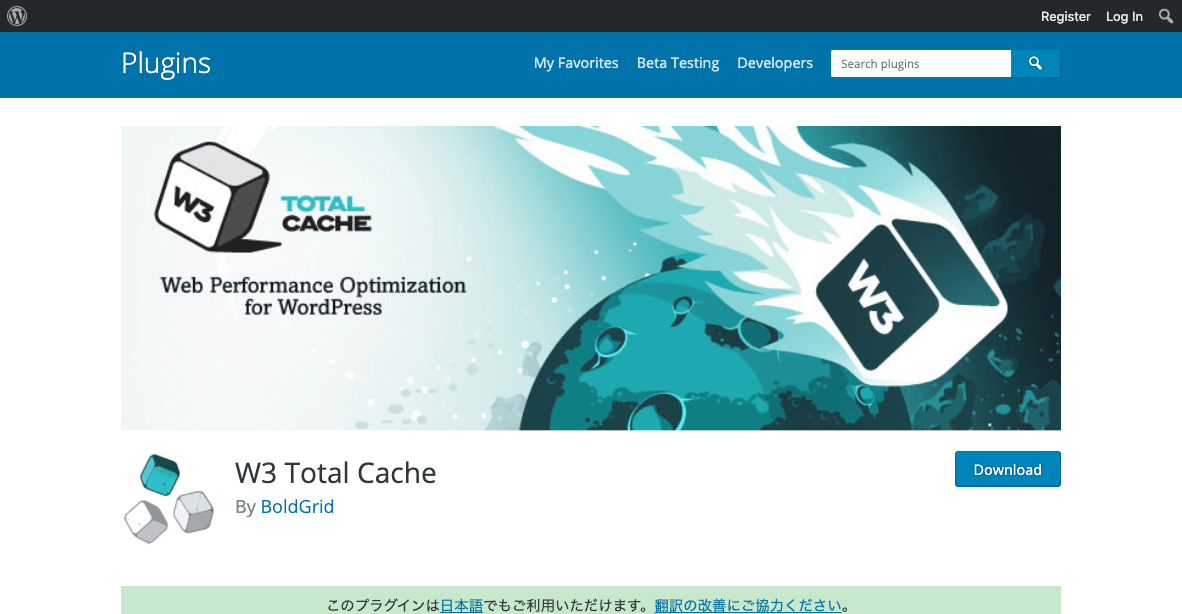 Register Log In
Plugins
My Favorites Beta Testing Developers Search plugins
W3
TOTAL
CACHE
Web Performance Optimization
for WordPress
W3
W3 Total Cache
Download
By BoldGrid
このプラグインは日本語でもご利用いただけます。翻訳の改善にご協力ください。